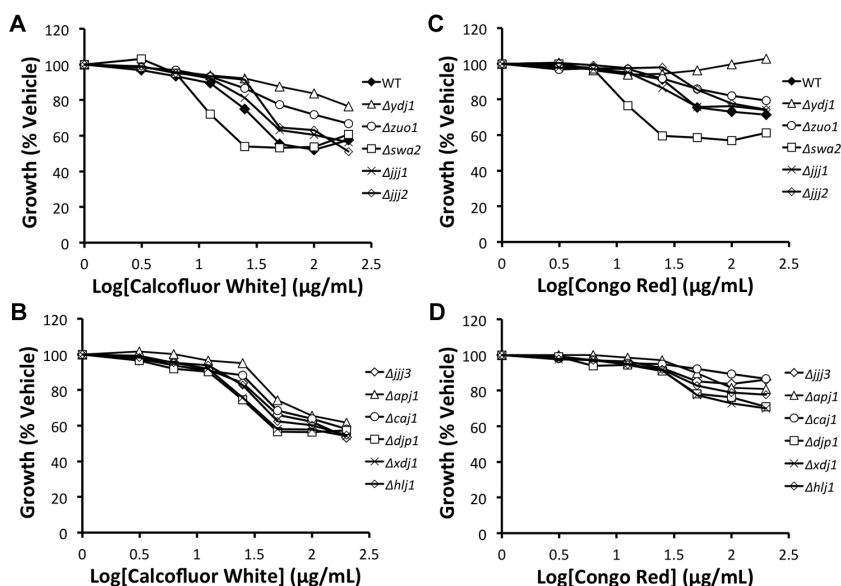 A
120
100
80
60
40
20
0
Growth (% Vehicle)
0
0.5
1
1.5
2
2.5
Log[Calcofluor White] (µg/mL)
WT
Δydj1
Δzuo1
Δswa2
Δjjj1
Δjjj2
C
120
100
80
60
40
20
0
Growth (% Vehicle)
0
0.5
1
1.5
2
2.5
Log[Congo Red] (µg/mL)
WT
Δydj1
Δzuo1
Δswa2
Δjjj1
Δjjj2
B
120
100
80
60
40
20
0
Growth (% Vehicle)
0
0.5
1
1.5
2
2.5
Log[Calcofluor White] (µg/mL)
Δjjj3
Δapj1
Δcaj1
Δdjp1
Δxdj1
Δhlj1
D
120
100
80
60
40
20
0
Growth (% Vehicle)
0
0.5
1
1.5
2
2.5
Log[Congo Red] (µg/mL)
Δjjj3
Δapj1
Δcaj1
Δdjp1
Δxdj1
Δhlj1